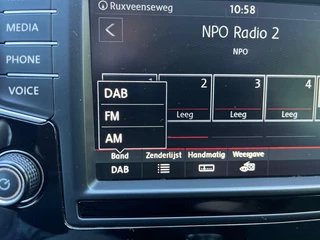 MEDIA
PHONE
VOICE
Ruxveenseweg
10:58
NPO Radio 2
NPO
2
3
4
Leeg
Leeg
Leeg
DAB
FM
AM
Band
Zenderlijst
Handmatig
Weergave
DAB